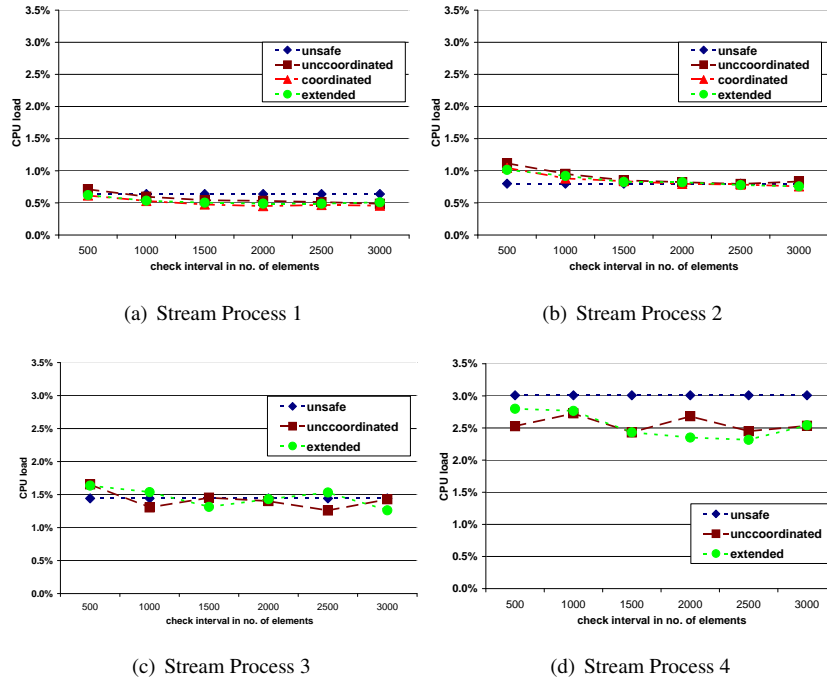 3.5%
3.0%
2.5%
2.0%
1.5%
1.0%
0.5%
0.0%
CPU load
unsafe
unccoordinated
coordinated
extended
500 1000 1500 2000 2500 3000
check interval in no. of elements
(a) Stream Process 1
3.5%
3.0%
2.5%
2.0%
1.5%
1.0%
0.5%
0.0%
CPU load
unsafe
unccoordinated
coordinated
extended
500 1000 1500 2000 2500 3000
check interval in no. of elements
(b) Stream Process 2
3.5%
3.0%
2.5%
2.0%
1.5%
1.0%
0.5%
0.0%
CPU load
unsafe
unccoordinated
extended
500 1000 1500 2000 2500 3000
check interval in no. of elements
(c) Stream Process 3
3.5%
3.0%
2.5%
2.0%
1.5%
1.0%
0.5%
0.0%
CPU load
unsafe
unccoordinated
extended
500 1000 1500 2000 2500 3000
check interval in no. of elements
(d) Stream Process 4